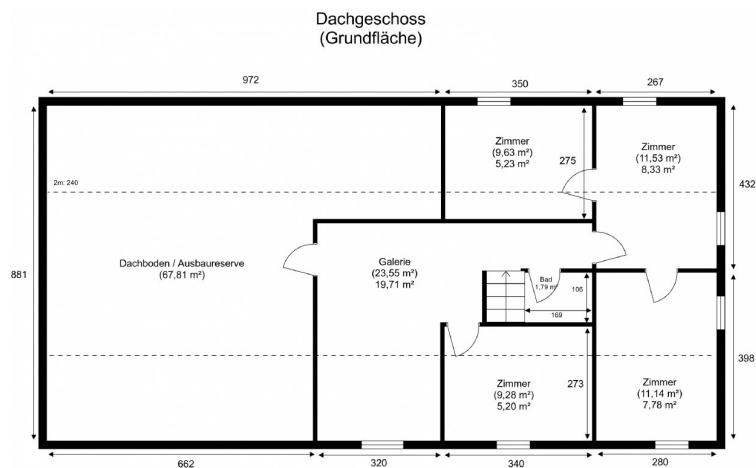 Dachgeschoss
(Grundfläche)
972
350
267
Zimmer
(9,63 m²)
5,23 m²
275
Zimmer
(11,53 m²)
8,33 m²
432
2m: 240
881
Dachboden / Ausbaureserve
(67,81 m²)
Galerie
(23,55 m²)
19,71 m²
Bad
1,79 m²
106
169
398
Zimmer
(9,28 m²)
5,20 m²
273
Zimmer
(11,14 m²)
7,78 m²
662
320
340
280